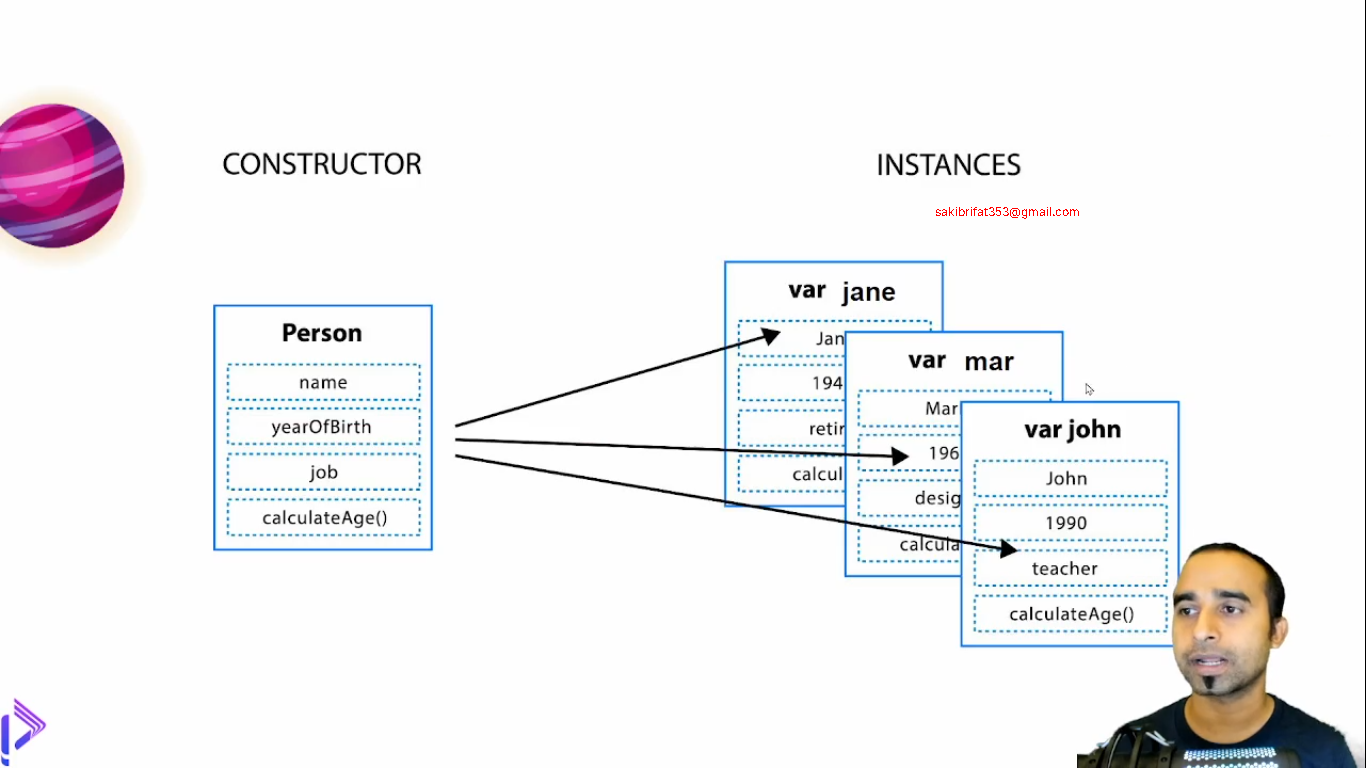 CONSTRUCTOR
INSTANCES
sakibrifat353@gmail.com
Person
name
yearOfBirth
job
calculateAge()
var jane
Jan
194
retir
calcul
var mar
Mar
196
desig
calcula
var john
John
1990
teacher
calculateAge()